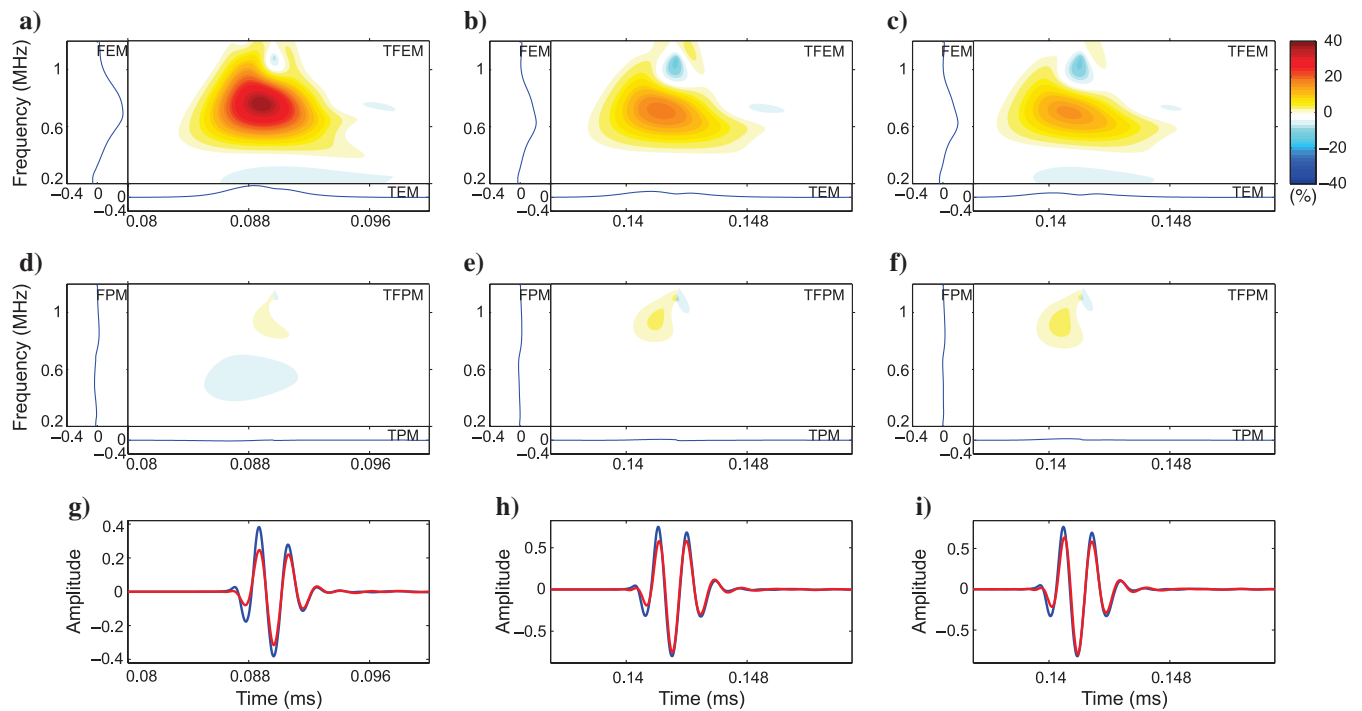 a) b) c)
FEM TFEM FEM TFEM FEM TFEM 40
1 1 1 20
Frequency (MHz) 0
0.6 0.6 0.6
−20
0.2 0.2 0.2
−0.4 0 0 TEM −0.4 0 0 TEM −0.4 0 0 TEM −40
−0.4 −0.4 −0.4 (%)
0.08 0.088 0.096 0.14 0.148 0.14 0.148
d) e) f)
FPM TFPM FPM TFPM FPM TFPM
1 1 1
Frequency (MHz)
0.6 0.6 0.6
0.2 0.2 0.2
−0.4 0 0 TPM −0.4 0 0 TPM −0.4 0 0 TPM
−0.4 −0.4 −0.4
0.08 0.088 0.096 0.14 0.148 0.14 0.148
g) h) i)
0.4
0.5 0.5
0.2
Amplitude Amplitude Amplitude
0 0 0
−0.2
−0.5 −0.5
−0.4
0.08 0.088 0.096 0.14 0.148 0.14 0.148
Time (ms) Time (ms) Time (ms)